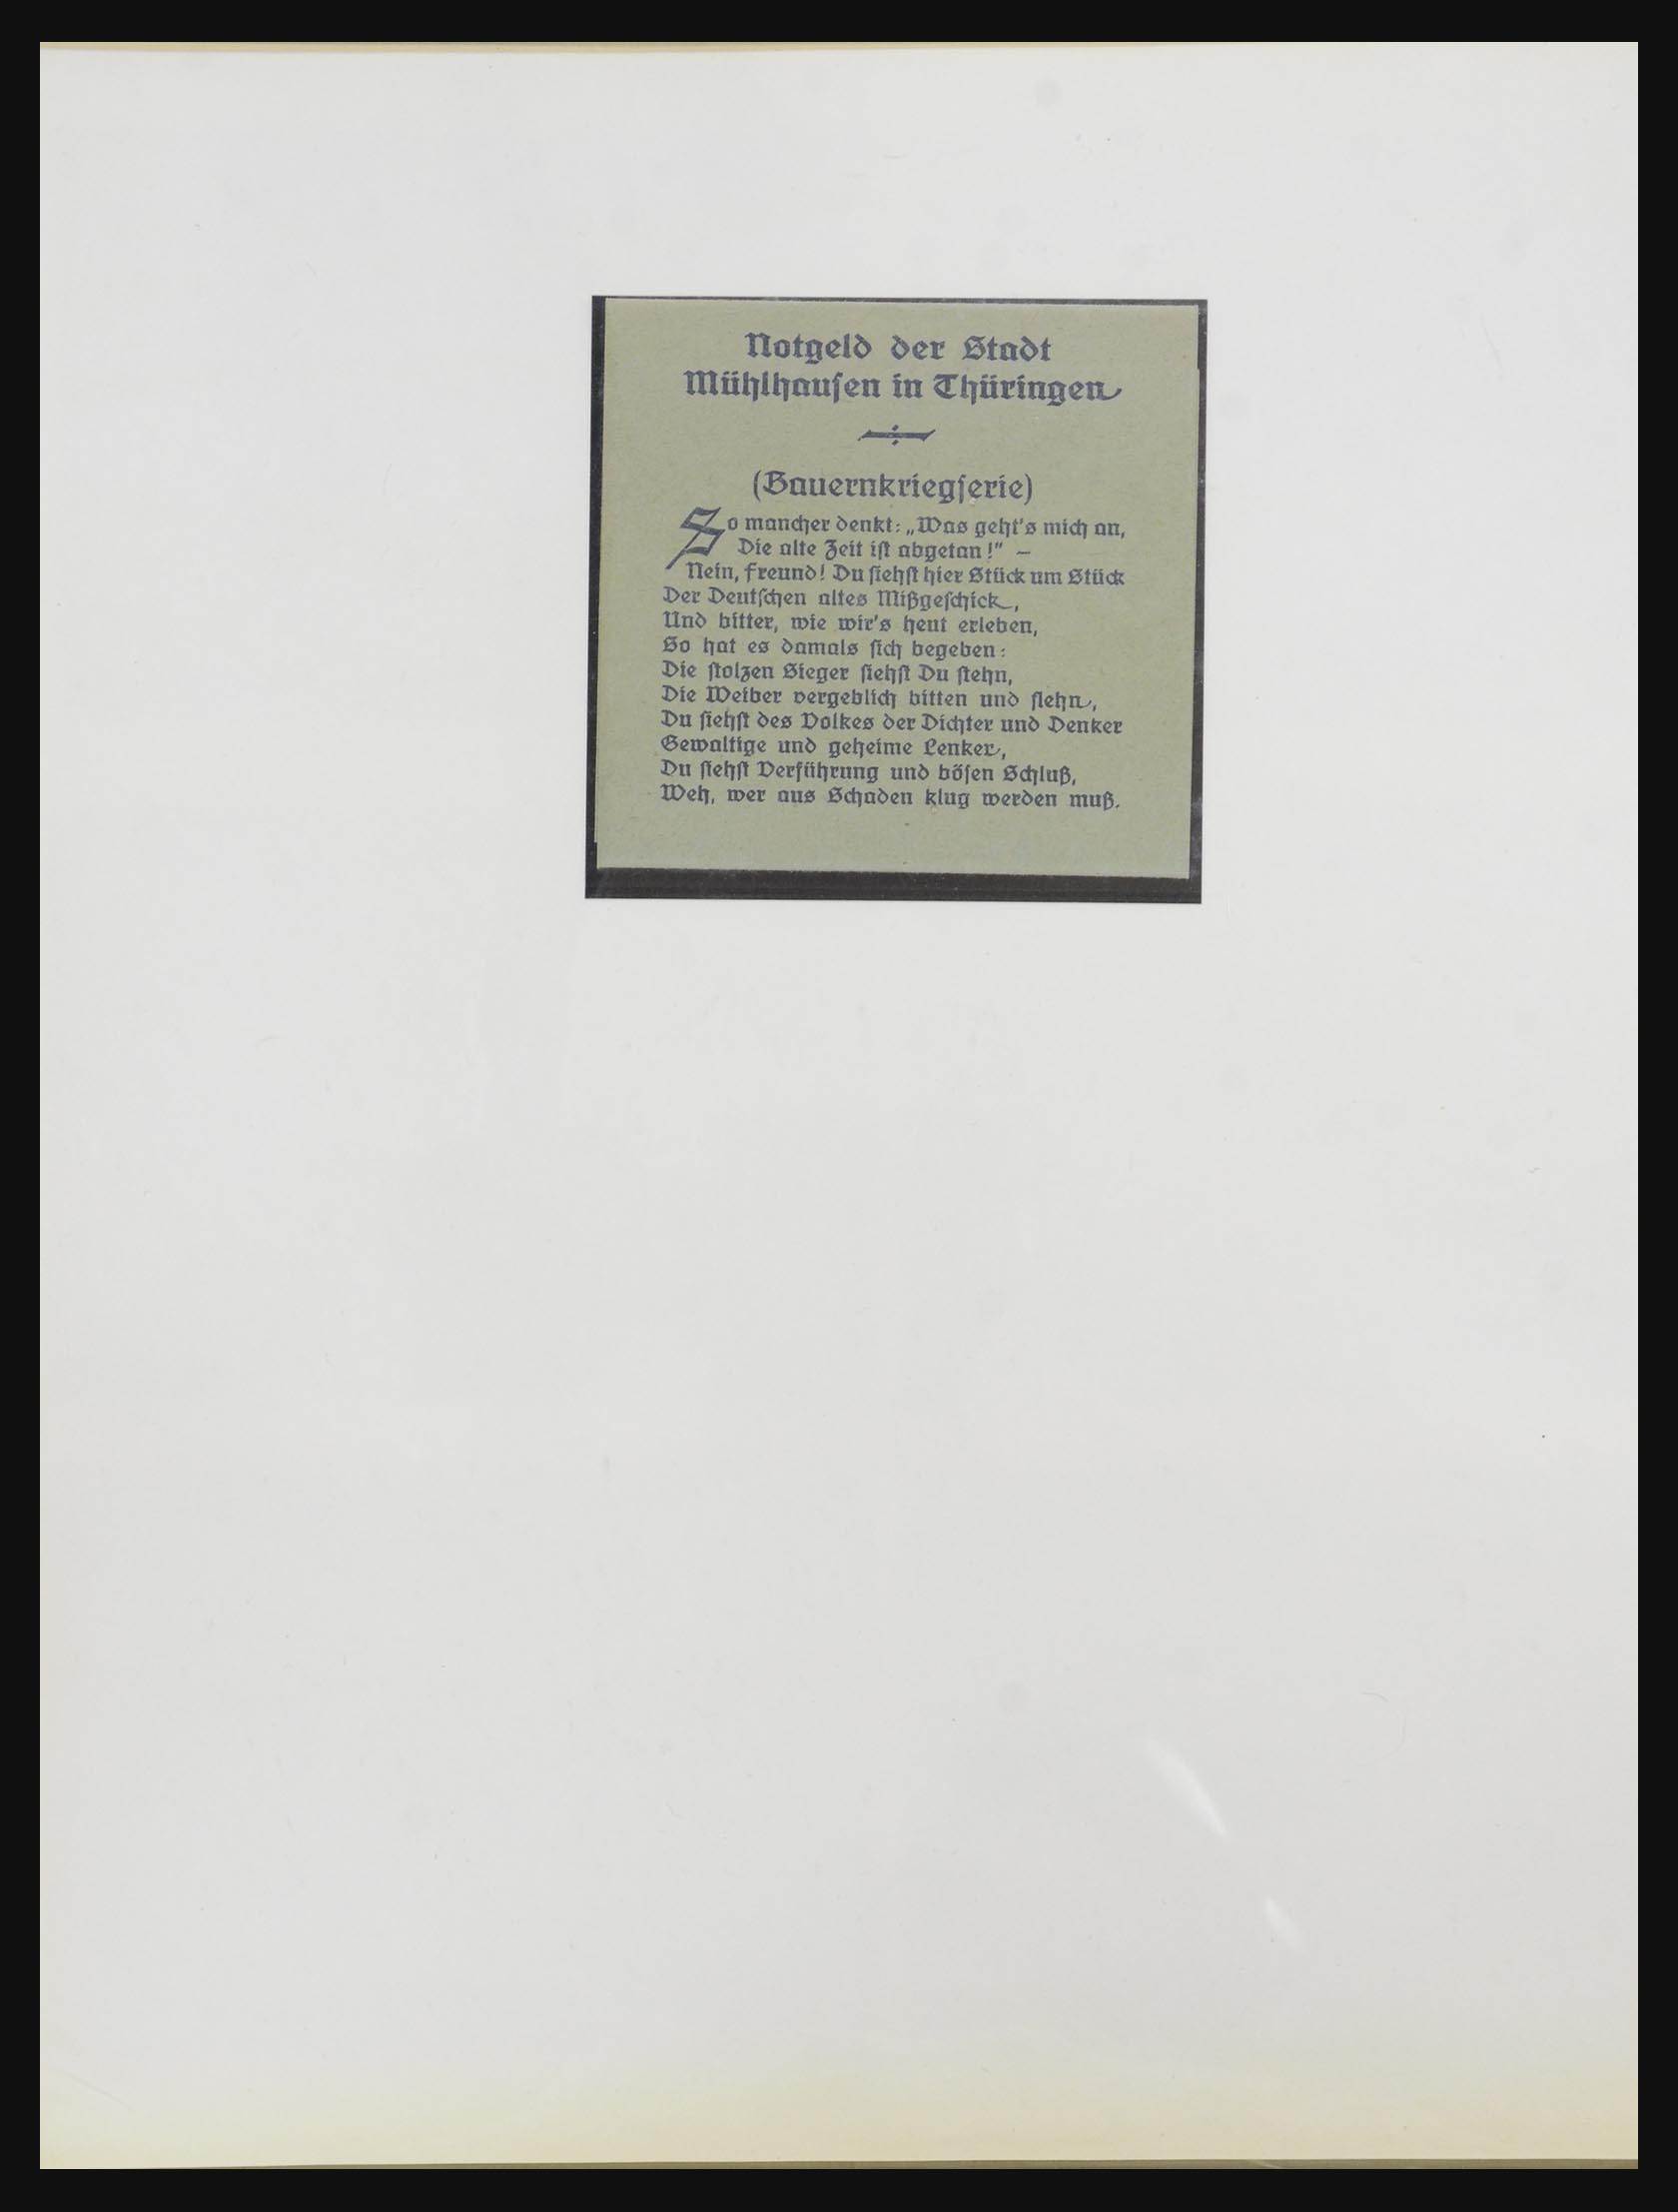 Notgeld der Stadt
Mühlhauſen in Thüringen
(Bauernkriegſerie)
So mancher denkt: „Was geht's mich an,
Die alte Zeit iſt abgetan!" –
Nein, Freund! Du ſiehſt hier Stück um Stück
Der Deutſchen altes Mißgeſchick,
Und bitter, wie wir's heut erleben,
So hat es damals ſich begeben:
Die ſtolzen Sieger ſiehſt Du ſtehn,
Die Weiber vergeblich bitten und flehn,
Du ſiehſt des Volkes der Dichter und Denker
Gewaltige und geheime Lenker,
Du ſiehſt Verführung und böſen Schluß,
Weh, wer aus Schaden klug werden muß.